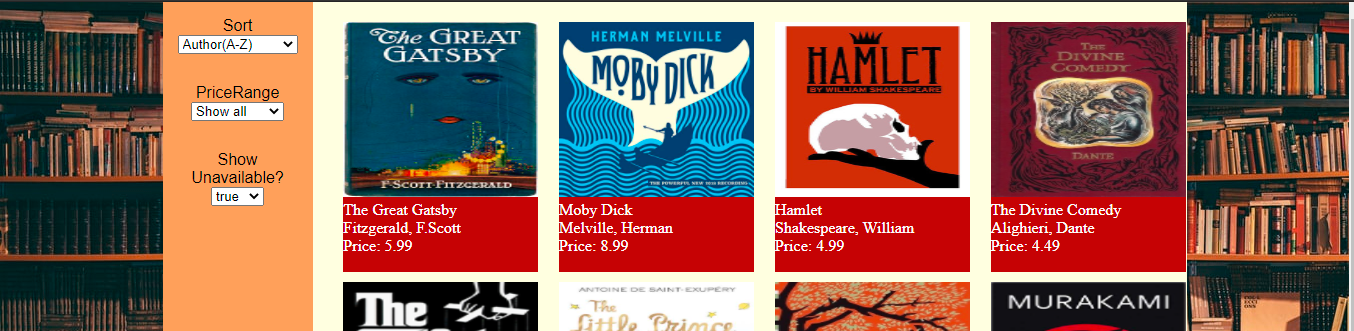 Sort
Author(A-Z)
PriceRange
Show all
Show
Unavailable?
true
The GREAT
GATSBY
F·SCOTT·FITZGERALD
The Great Gatsby
Fitzgerald, F.Scott
Price: 5.99
HERMAN MELVILLE
MOBY DICK
THE POWERFUL NEW 2010 RECORDING
Moby Dick
Melville, Herman
Price: 8.99
HAMLET
BY WILLIAM SHAKESPEARE
Hamlet
Shakespeare, William
Price: 4.99
THE
DIVINE
COMEDY
DANTE
The Divine Comedy
Alighieri, Dante
Price: 4.49
The
ANTOINE DE SAINT-EXUPÉRY
The
Little Prince
MURAKAMI